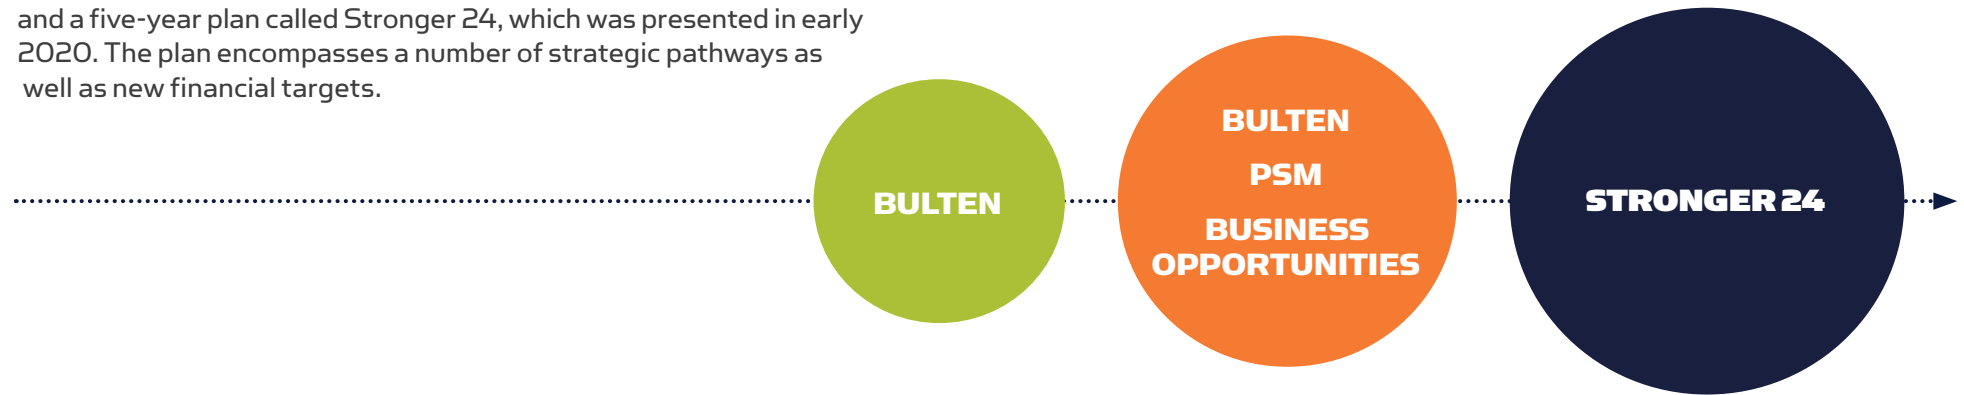 and a five-year plan called Stronger 24, which was presented in early
2020. The plan encompasses a number of strategic pathways as
well as new financial targets.
BULTEN
BULTEN
PSM
BUSINESS
OPPORTUNITIES
STRONGER 24